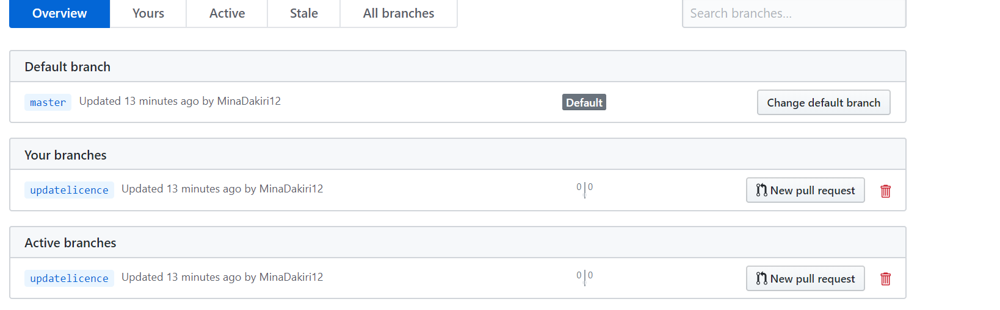 Overview Yours Active Stale All branches Search branches...
Default branch
master Updated 13 minutes ago by MinaDakiri12 Default Change default branch
Your branches
updatelicence Updated 13 minutes ago by MinaDakiri12 0 0 New pull request
Active branches
updatelicence Updated 13 minutes ago by MinaDakiri12 0 0 New pull request